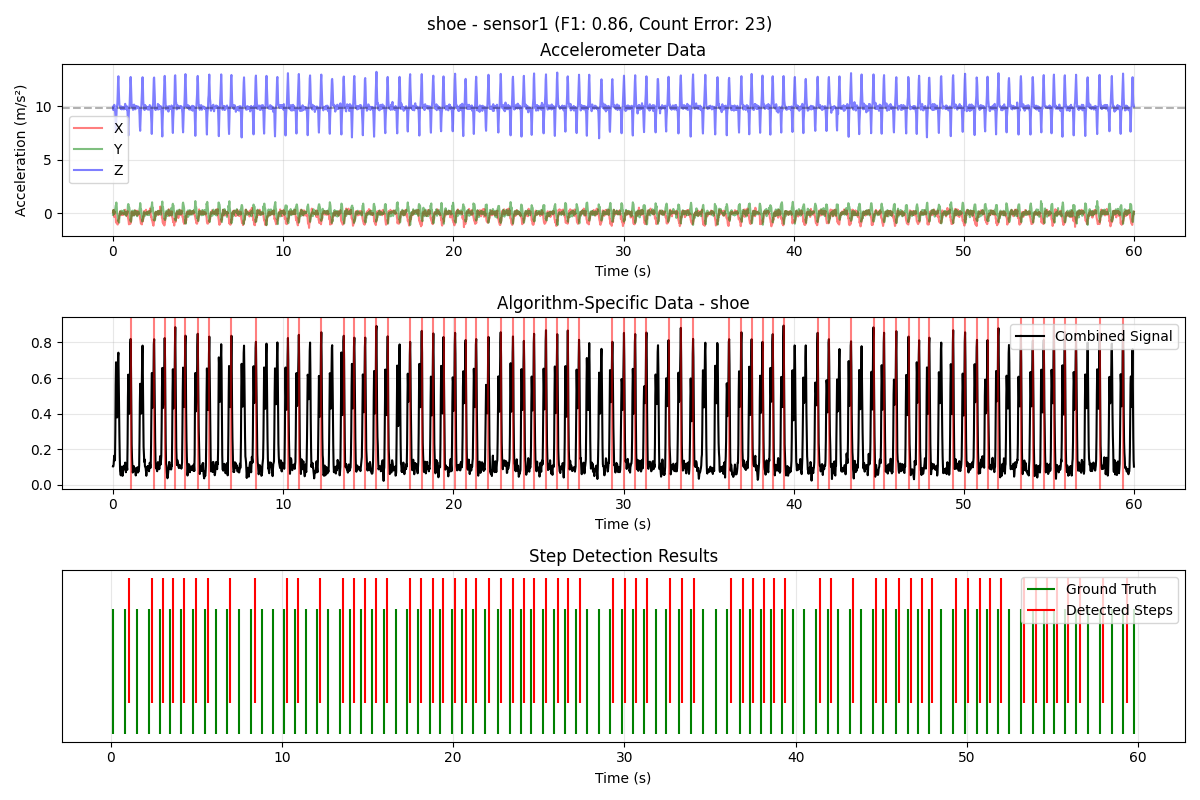 shoe - sensor1 (F1: 0.86, Count Error: 23)
Accelerometer Data
Acceleration (m/s²)
10
5
0
X
Y
Z
0 10 20 30 40 50 60
Time (s)
Algorithm-Specific Data - shoe
0.8
0.6
0.4
0.2
0.0
Combined Signal
0 10 20 30 40 50 60
Time (s)
Step Detection Results
Ground Truth
Detected Steps
0 10 20 30 40 50 60
Time (s)